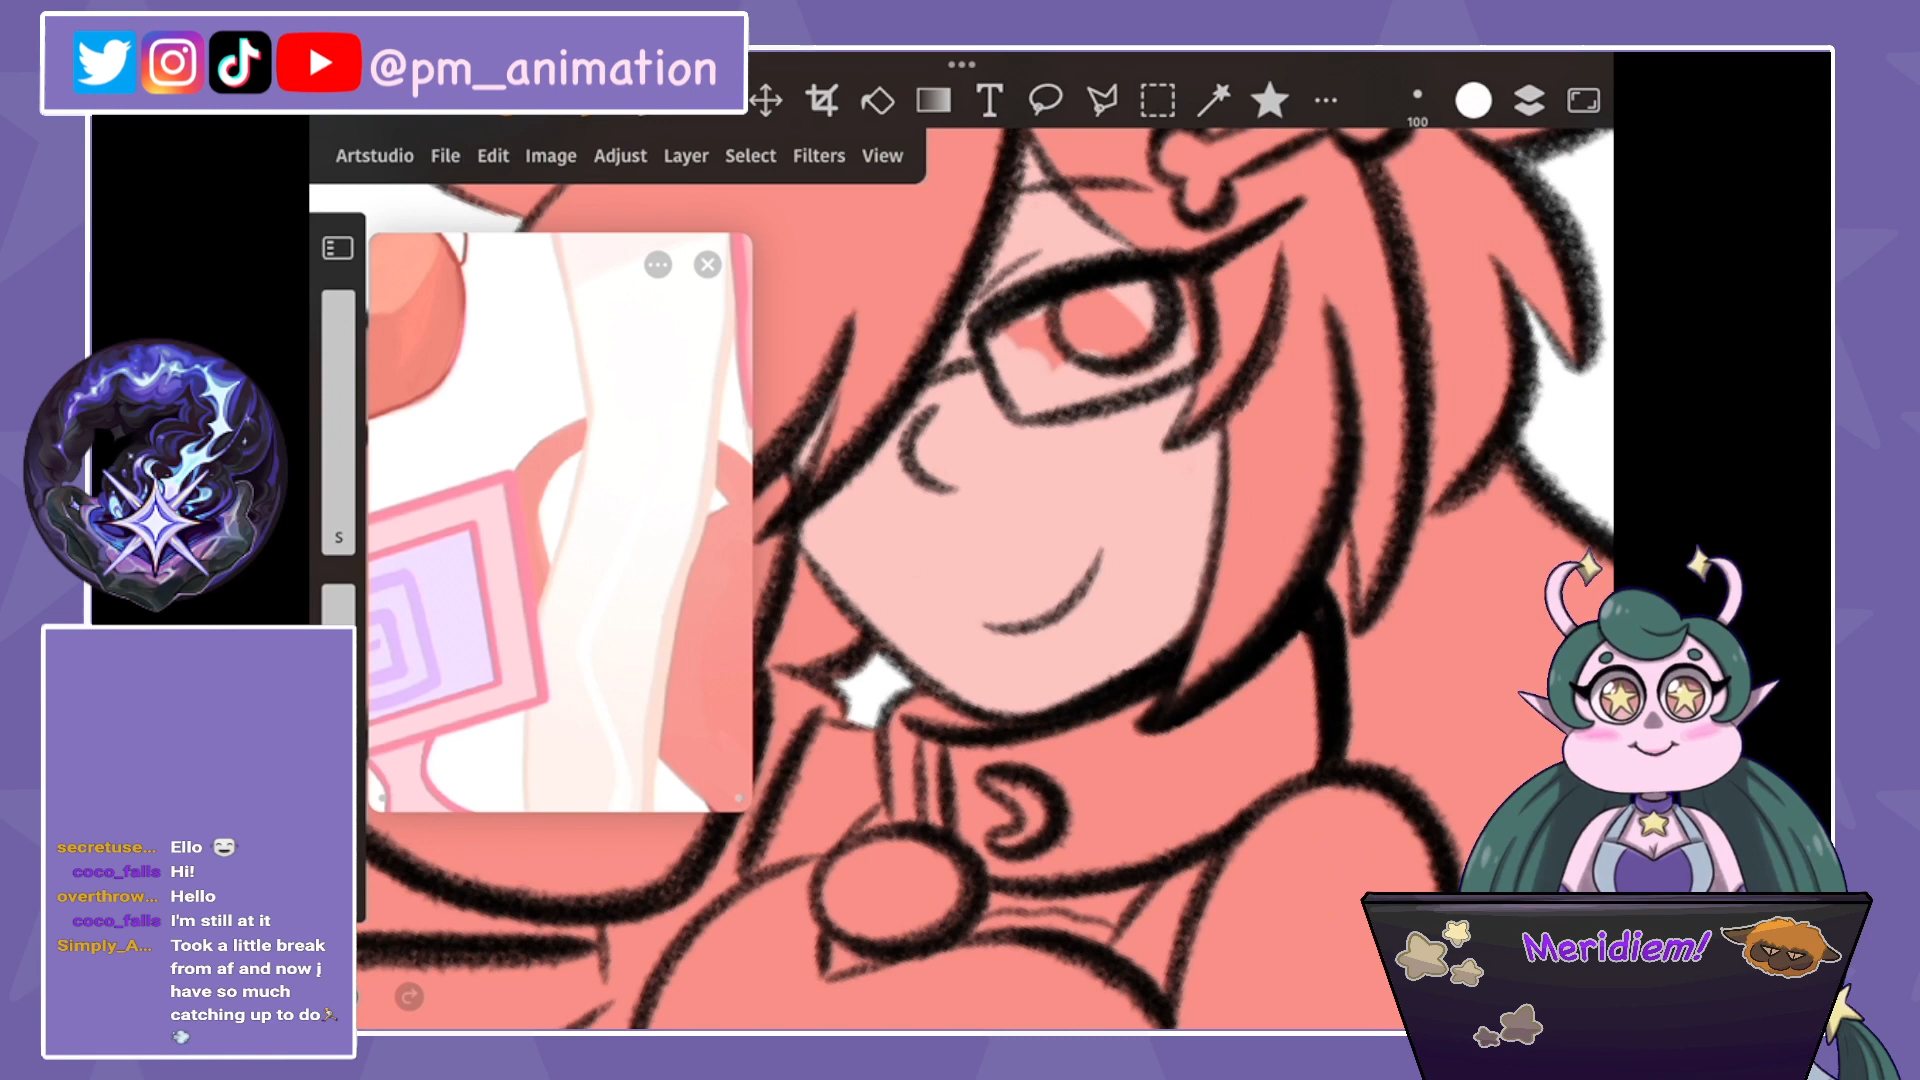 @pm_animation
100
Artstudio File Edit Image Adjust Layer Select Filters View
S
secretuse... Ello
coco_falls Hi!
overthrow... Hello
coco_falls I'm still at it
Simply_A... Took a little break
from af and now j
have so much
catching up to do
Meridiem!